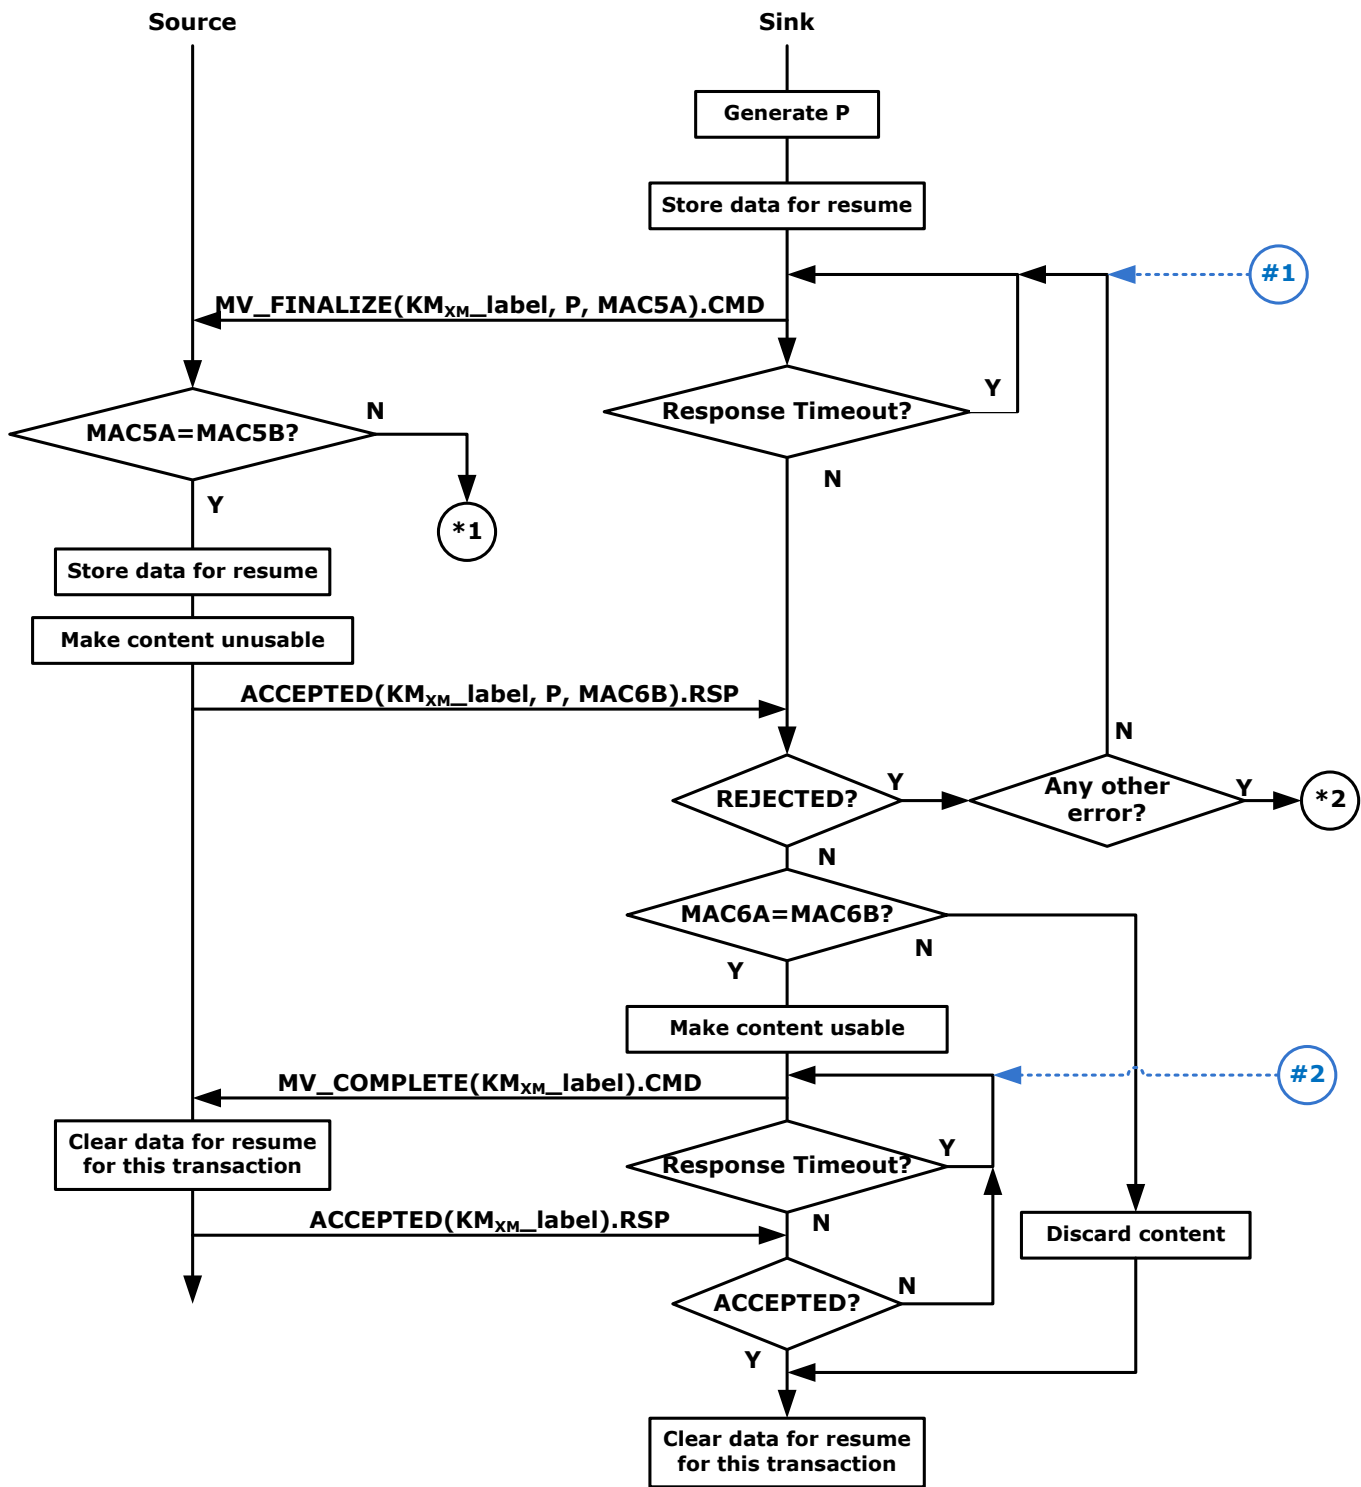 Source
Sink
Generate P
Store data for resume
#1
MV_FINALIZE(KMXM_label, P, MAC5A).CMD
Y
Response Timeout?
N
MAC5A=MAC5B?
N
Y
*1
Store data for resume
Make content unusable
ACCEPTED(KMXM_label, P, MAC6B).RSP
N
REJECTED?
Y
Any other
error?
Y
*2
N
MAC6A=MAC6B?
N
Y
Make content usable
#2
MV_COMPLETE(KMXM_label).CMD
Clear data for resume
for this transaction
Response Timeout?
Y
N
ACCEPTED(KMXM_label).RSP
Discard content
ACCEPTED?
N
Y
Clear data for resume
for this transaction